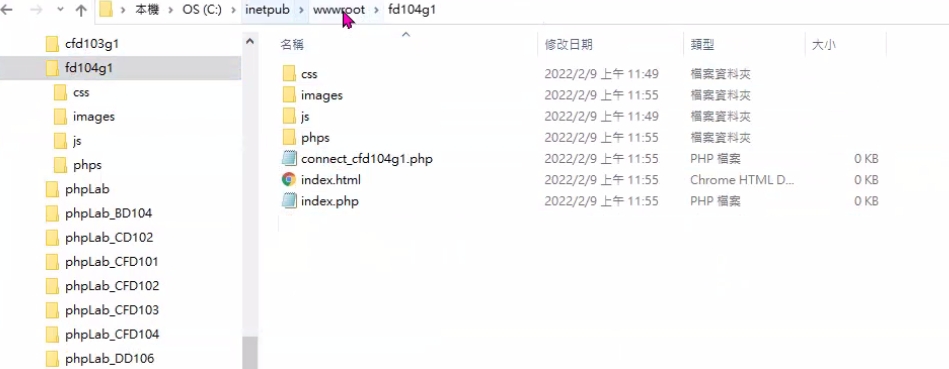 本機 > OS (C:) > inetpub > wwwroot > fd104g1
cfd103g1
fd104g1
css
images
js
phps
phpLab
phpLab_BD104
phpLab_CD102
phpLab_CFD101
phpLab_CFD102
phpLab_CFD103
phpLab_CFD104
phpLab_DD106
名稱 修改日期 類型 大小
css 2022/2/9 上午 11:49 檔案資料夾
images 2022/2/9 上午 11:55 檔案資料夾
js 2022/2/9 上午 11:49 檔案資料夾
phps 2022/2/9 上午 11:55 檔案資料夾
connect_cfd104g1.php 2022/2/9 上午 11:55 PHP 檔案 0 KB
index.html 2022/2/9 上午 11:55 Chrome HTML D... 0 KB
index.php 2022/2/9 上午 11:55 PHP 檔案 0 KB